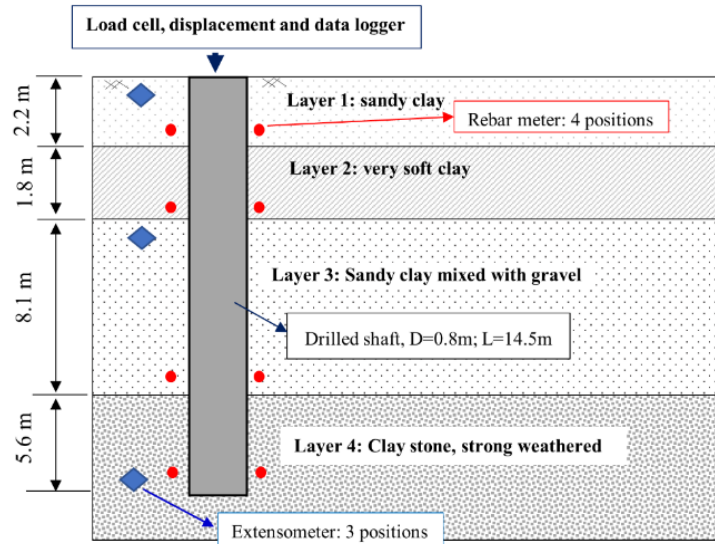 Load cell, displacement and data logger
2.2 m
Layer 1: sandy clay
Rebar meter: 4 positions
1.8 m
Layer 2: very soft clay
8.1 m
Layer 3: Sandy clay mixed with gravel
Drilled shaft, D=0.8m; L=14.5m
5.6 m
Layer 4: Clay stone, strong weathered
Extensometer: 3 positions